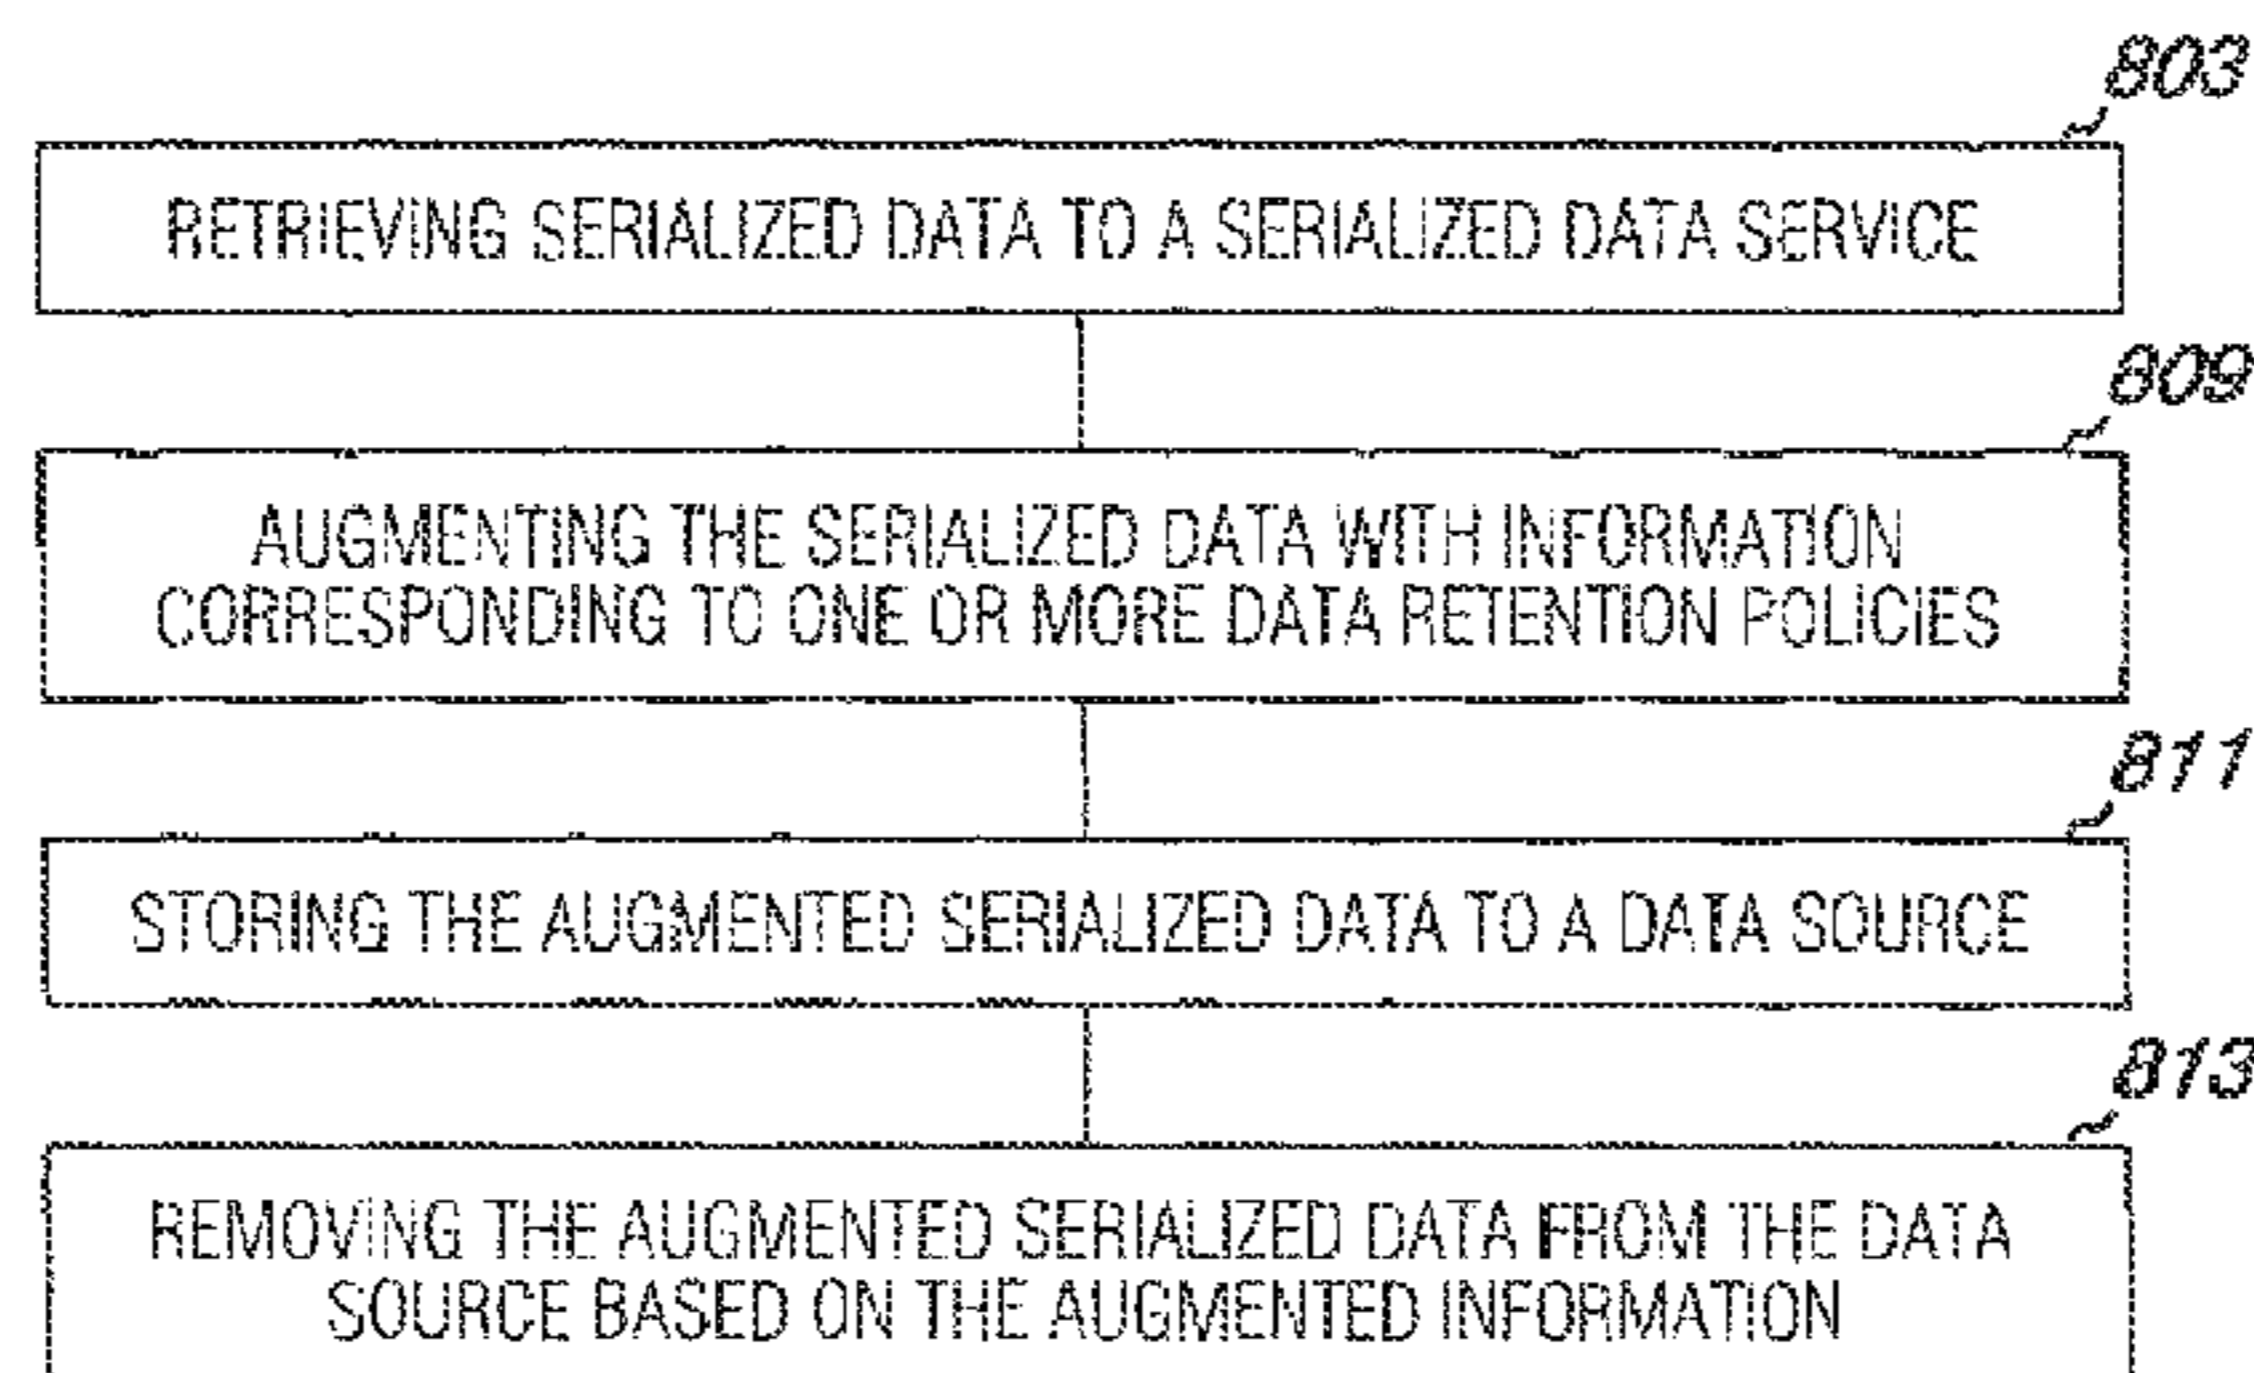 803
RETRIEVING SERIALIZED DATA TO A SERIALIZED DATA SERVICE
809
AUGMENTING THE SERIALIZED DATA WITH INFORMATION
CORRESPONDING TO ONE OR MORE DATA RETENTION POLICIES
811
STORING THE AUGMENTED SERIALIZED DATA TO A DATA SOURCE
813
REMOVING THE AUGMENTED SERIALIZED DATA FROM THE DATA
SOURCE BASED ON THE AUGMENTED INFORMATION